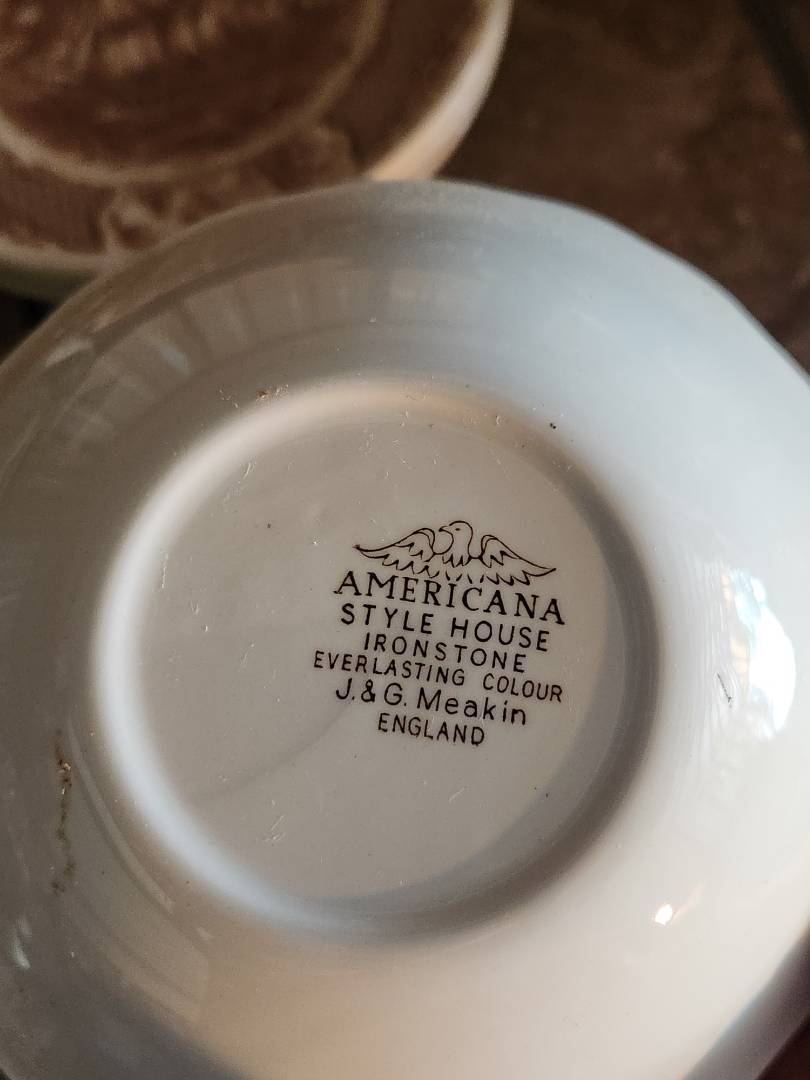 AMERICANA
STYLE HOUSE
IRONSTONE
EVERLASTING COLOUR
J. & G. Meakin
ENGLAND